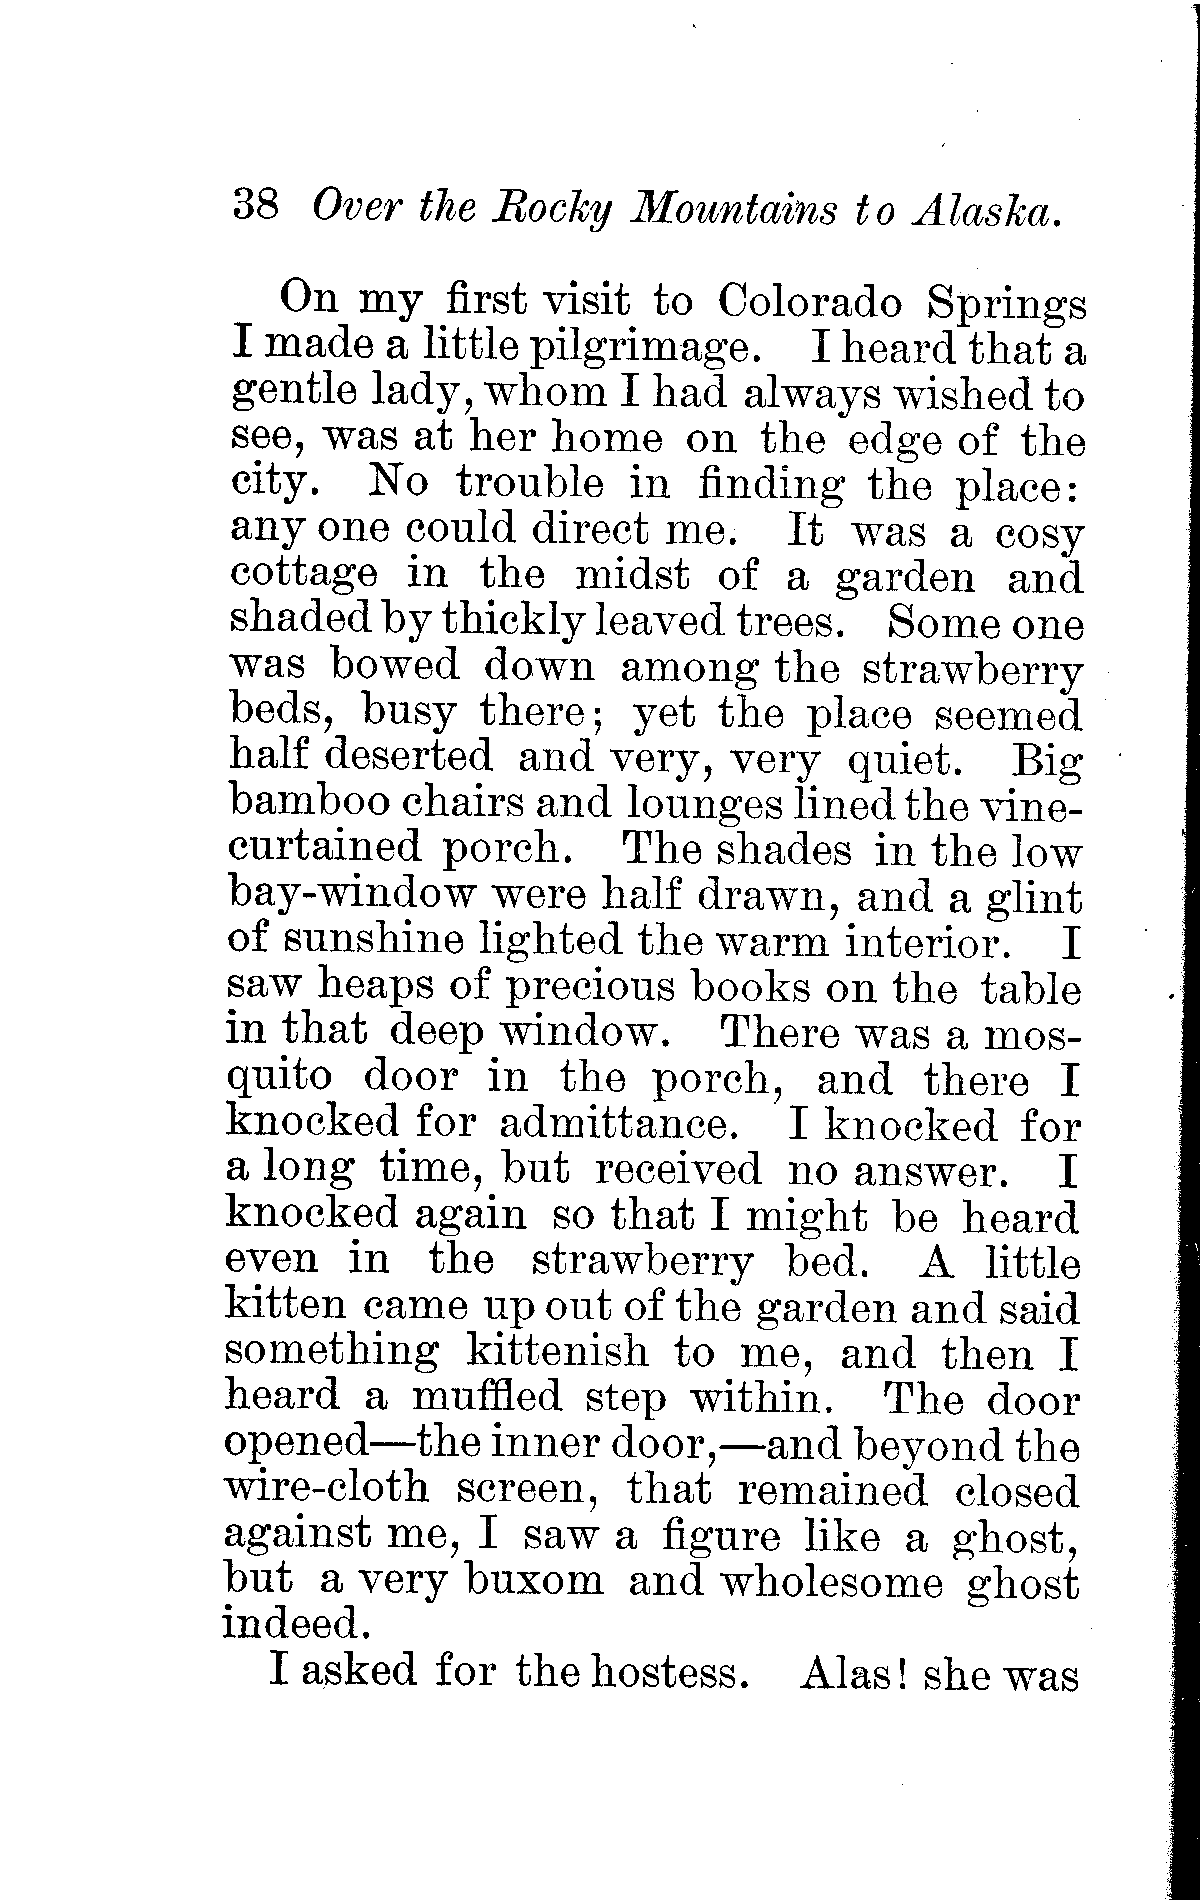 38 Over the Rocky Mountains to Alaska.
On my first visit to Colorado Springs
I made a little pilgrimage. I heard that a
gentle lady, whom I had always wished to
see, was at her home on the edge of the
city. No trouble in finding the place:
any one could direct me. It was a cosy
cottage in the midst of a garden and
shaded by thickly leaved trees. Some one
was bowed down among the strawberry
beds, busy there; yet the place seemed
half deserted and very, very quiet. Big
bamboo chairs and lounges lined the vine-
curtained porch. The shades in the low
bay-window were half drawn, and a glint
of sunshine lighted the warm interior. I
saw heaps of precious books on the table
in that deep window. There was a mos-
quito door in the porch, and there I
knocked for admittance. I knocked for
a long time, but received no answer. I
knocked again so that I might be heard
even in the strawberry bed. A little
kitten came up out of the garden and said
something kittenish to me, and then I
heard a muffled step within. The door
opened—the inner door,—and beyond the
wire-cloth screen, that remained closed
against me, I saw a figure like a ghost,
but a very buxom and wholesome ghost
indeed.
I asked for the hostess. Alas! she was